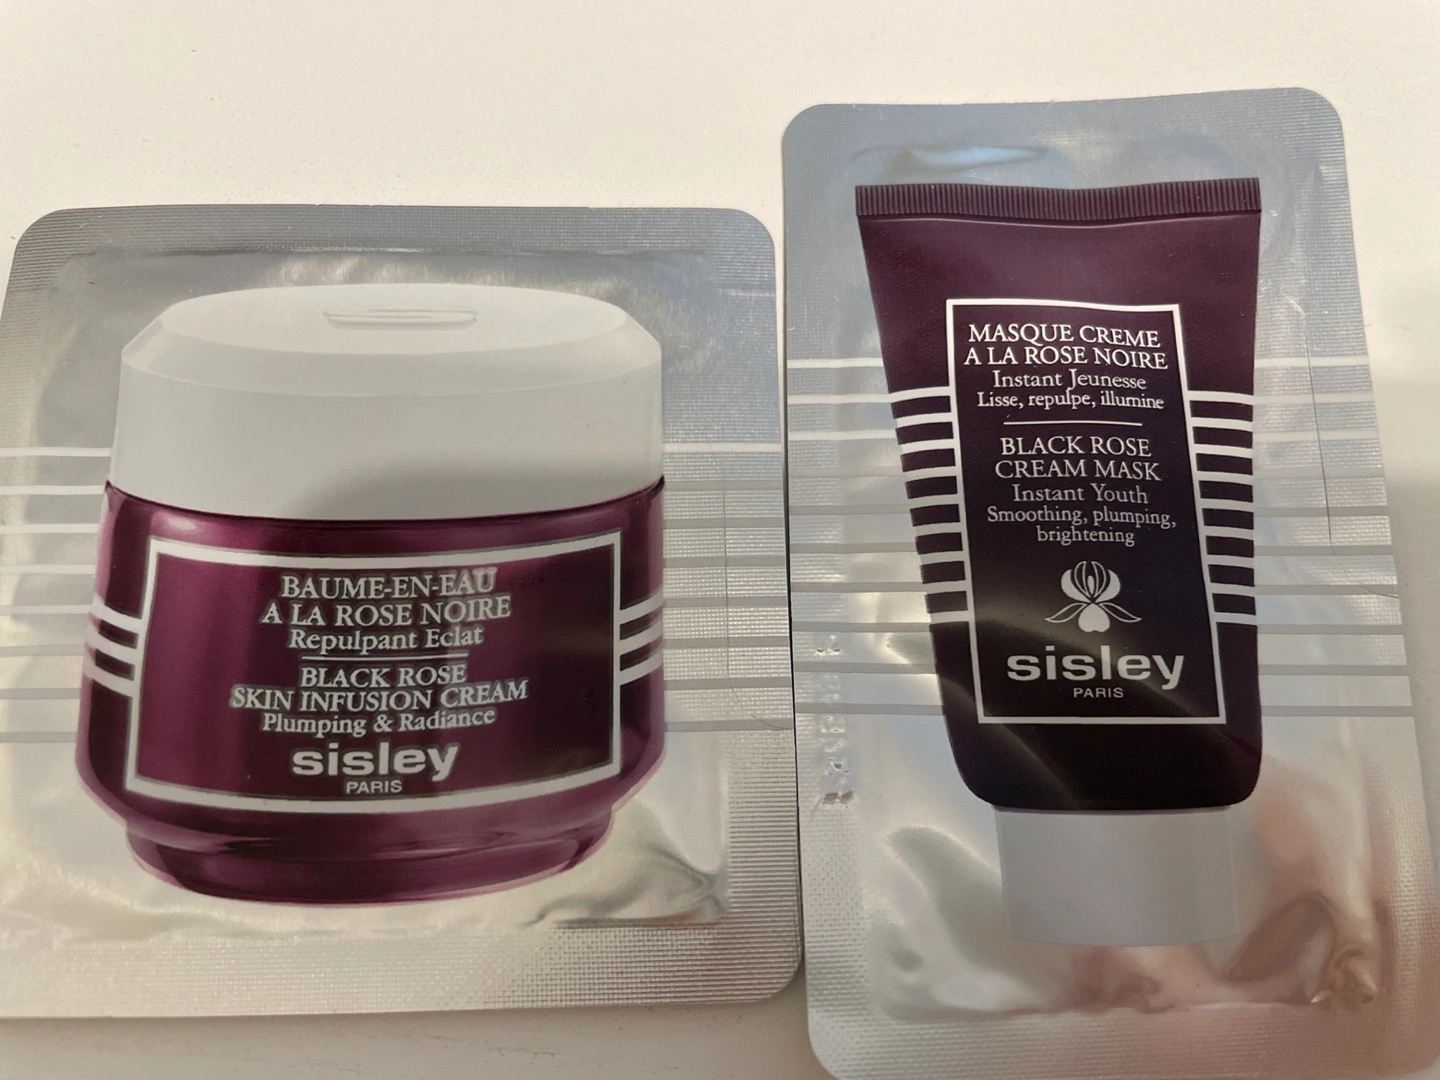 BAUME-EN-EAU
A LA ROSE NOIRE
Repulpant Eclat
BLACK ROSE
SKIN INFUSION CREAM
Plumping & Radiance
sisley
PARIS
MASQUE CREME
A LA ROSE NOIRE
Instant Jeunesse
Lisse, repulpe, illumine
BLACK ROSE
CREAM MASK
Instant Youth
Smoothing, plumping,
brightening
sisley
PARIS